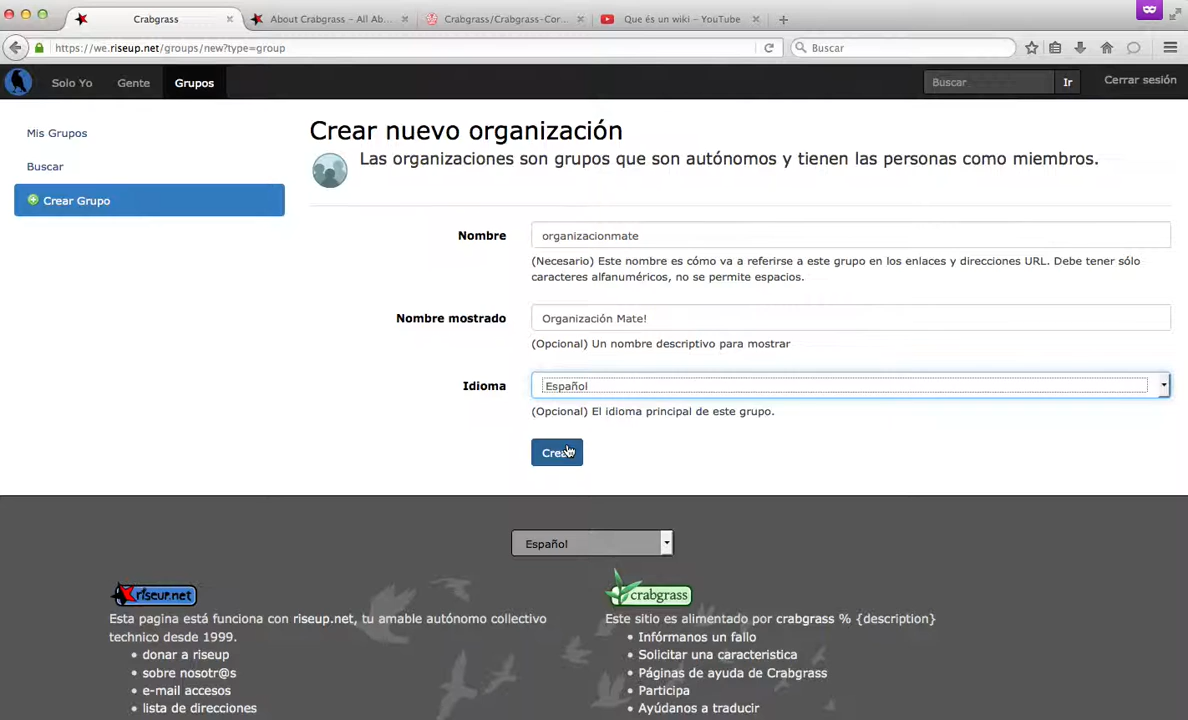 Crabgrass
About Crabgrass – All Ab...
Crabgrass/Crabgrass-Cor...
Que és un wiki – YouTube
https://we.riseup.net/groups/new?type=group
Buscar
Solo Yo
Gente
Grupos
Buscar
Ir
Cerrar sesión
Mis Grupos
Buscar
Crear Grupo
Crear nuevo organización
Las organizaciones son grupos que son autónomos y tienen las personas como miembros.
Nombre
organizacionmate
(Necesario) Este nombre es cómo va a referirse a este grupo en los enlaces y direcciones URL. Debe tener sólo
caracteres alfanuméricos, no se permite espacios.
Nombre mostrado
Organización Mate!
(Opcional) Un nombre descriptivo para mostrar
Idioma
Español
(Opcional) El idioma principal de este grupo.
Crear
Español
riseup.net
Esta pagina está funciona con riseup.net, tu amable autónomo collectivo
technico desde 1999.
• donar a riseup
• sobre nosotr@s
• e-mail accesos
• lista de direcciones
crabgrass
Este sitio es alimentado por crabgrass % {description}
• Infórmanos un fallo
• Solicitar una caracteristica
• Páginas de ayuda de Crabgrass
• Participa
• Ayúdanos a traducir